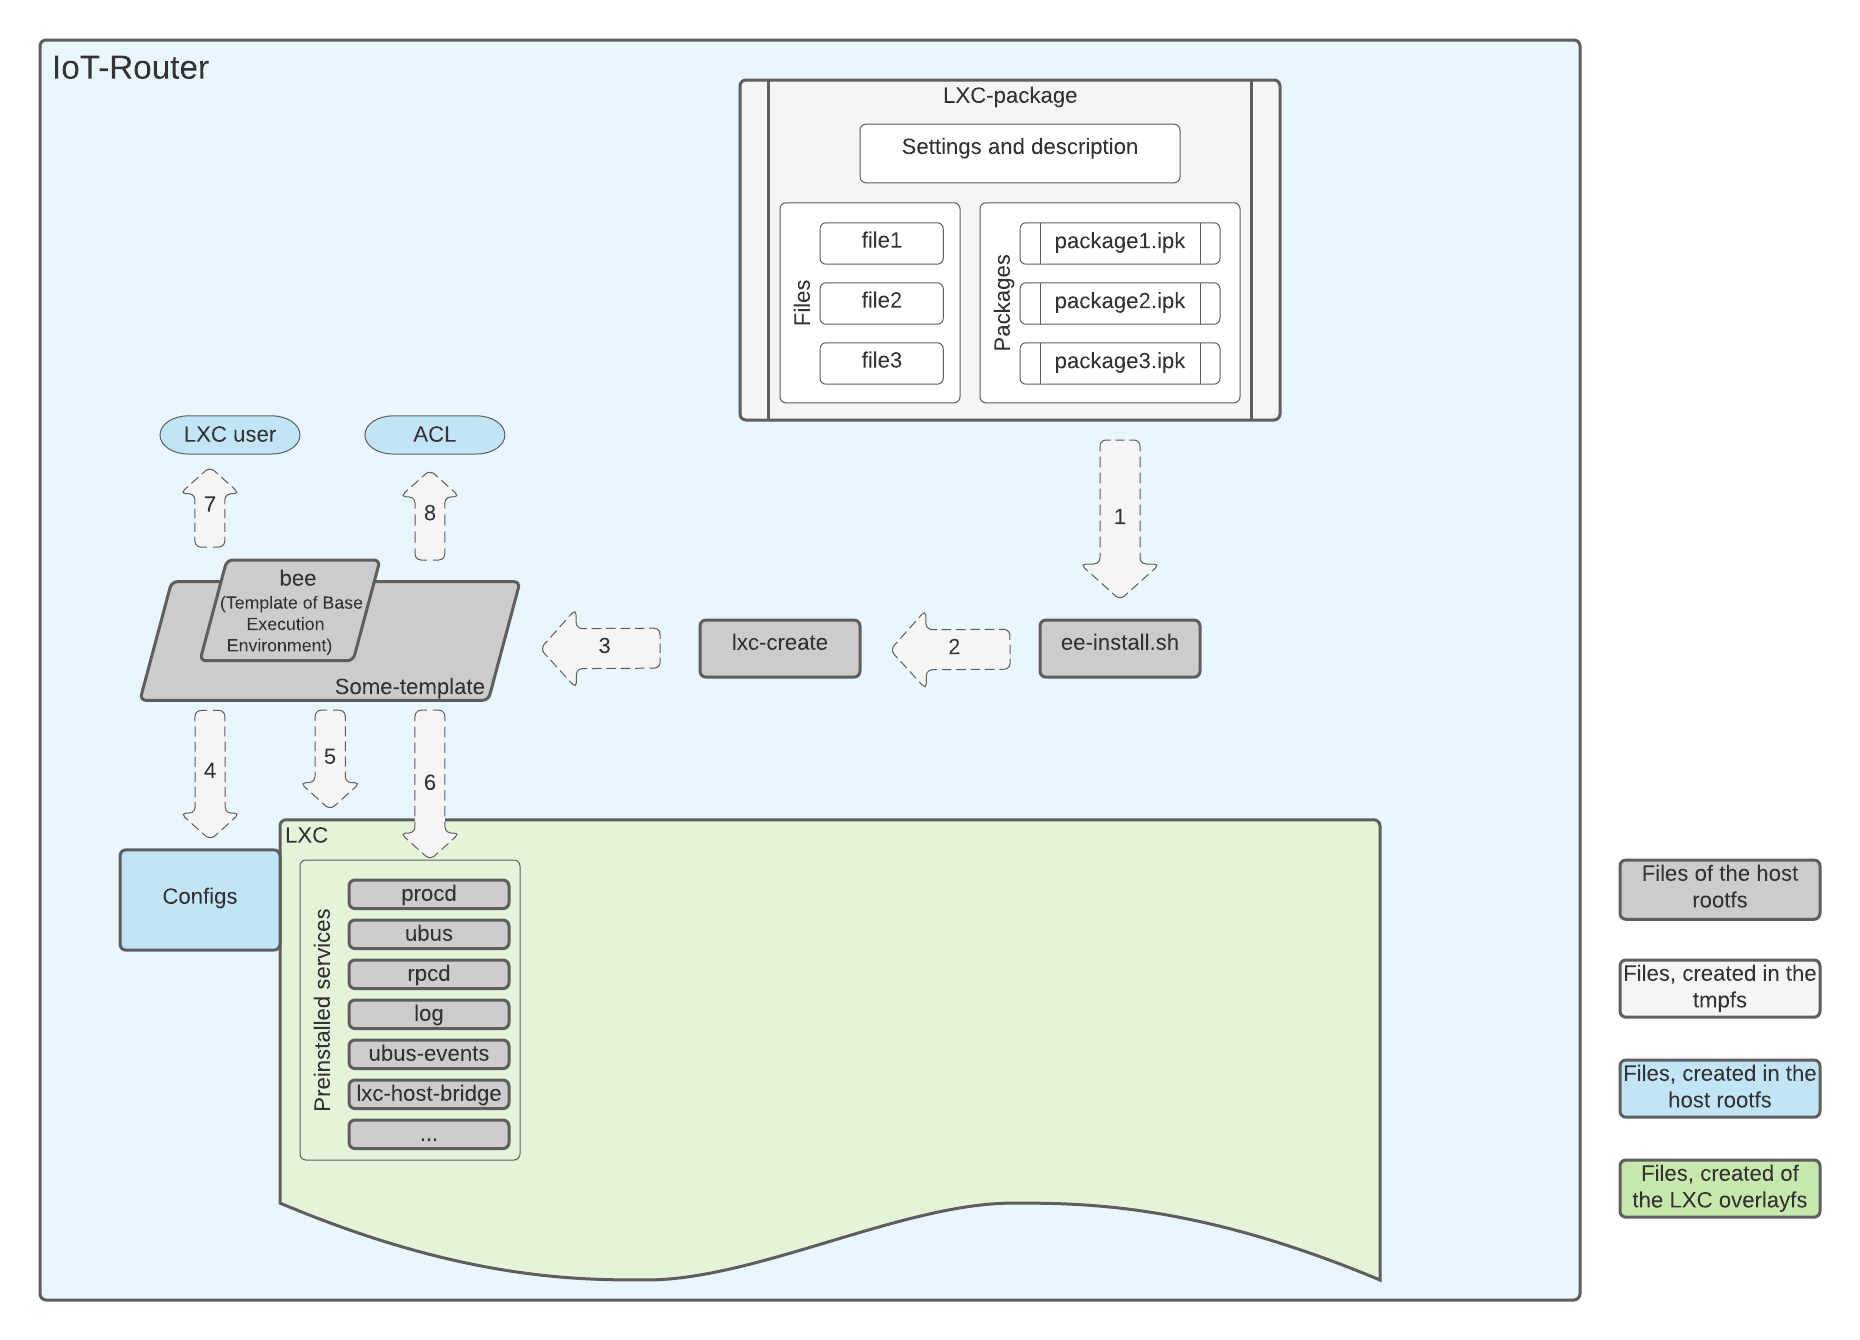 IoT-Router
LXC-package
Settings and description
Files
file1
file2
file3
Packages
package1.ipk
package2.ipk
package3.ipk
LXC user
ACL
7
8
1
bee
(Template of Base
Execution
Environment)
Some-template
3
lxc-create
2
ee-install.sh
4
5
6
Configs
LXC
Preinstalled services
procd
ubus
rpcd
log
ubus-events
lxc-host-bridge
...
Files of the host
rootfs
Files, created in the
tmpfs
Files, created in the
host rootfs
Files, created of
the LXC overlayfs